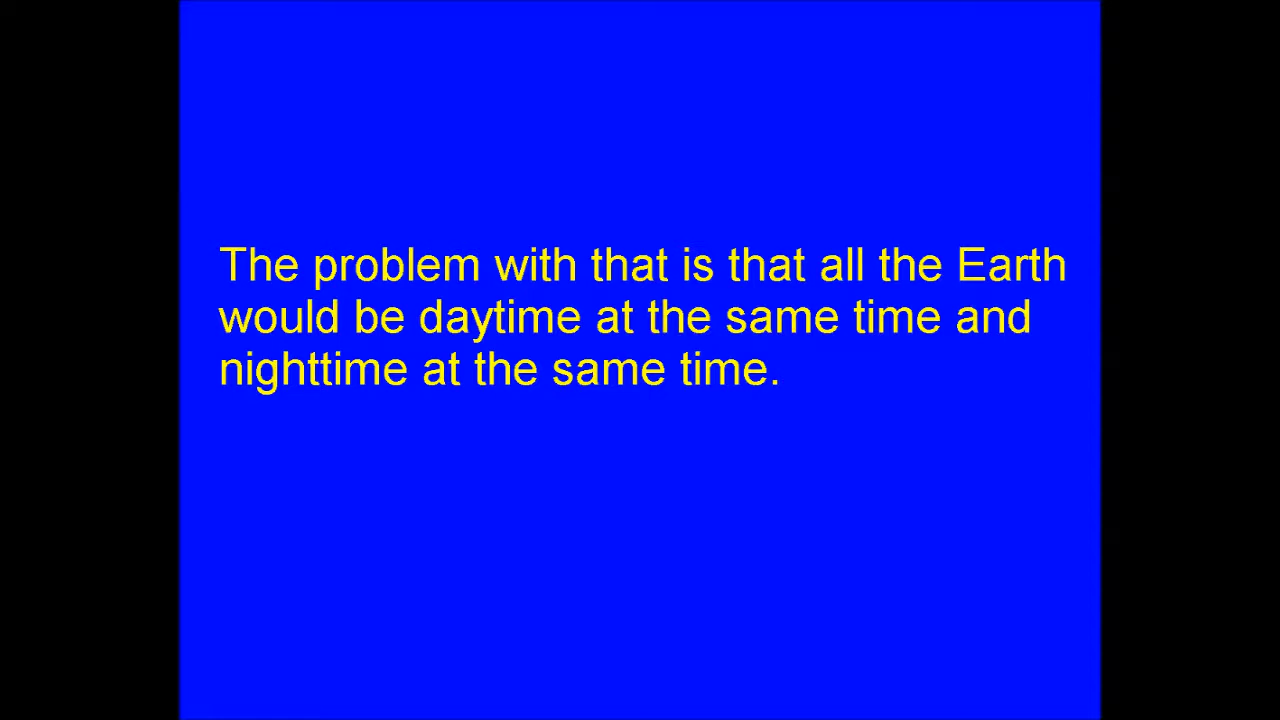 The problem with that is that all the Earth
would be daytime at the same time and
nighttime at the same time.